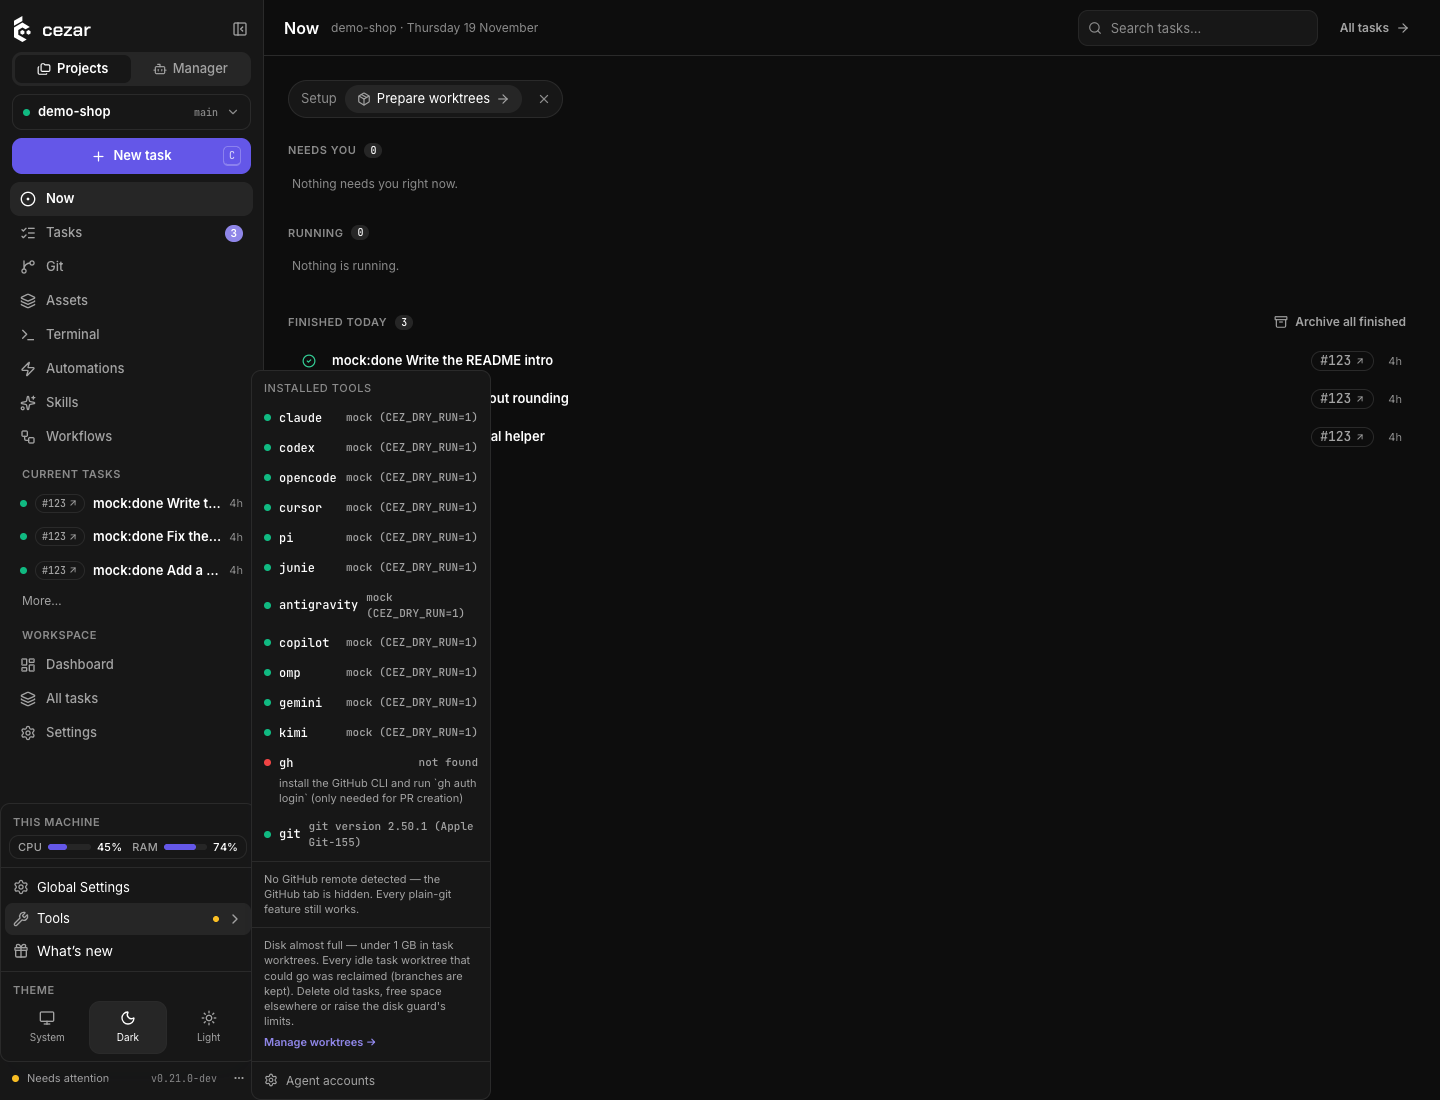 cezar
Projects
Manager
demo-shop
main
New task
C
Now
Tasks
3
Git
Assets
Terminal
Automations
Skills
Workflows
CURRENT TASKS
#123
mock:done Write t...
4h
#123
mock:done Fix the...
4h
#123
mock:done Add a ...
4h
More...
WORKSPACE
Dashboard
All tasks
Settings
THIS MACHINE
CPU
45%
RAM
74%
Global Settings
Tools
What's new
THEME
System
Dark
Light
Needs attention
v0.21.0-dev
Now
demo-shop · Thursday 19 November
Search tasks...
All tasks
Setup
Prepare worktrees
NEEDS YOU
0
Nothing needs you right now.
RUNNING
0
Nothing is running.
FINISHED TODAY
3
Archive all finished
mock:done Write the README intro
#123
4h
out rounding
#123
4h
al helper
#123
4h
INSTALLED TOOLS
claude
mock (CEZ_DRY_RUN=1)
codex
mock (CEZ_DRY_RUN=1)
opencode
mock (CEZ_DRY_RUN=1)
cursor
mock (CEZ_DRY_RUN=1)
pi
mock (CEZ_DRY_RUN=1)
junie
mock (CEZ_DRY_RUN=1)
antigravity
mock
(CEZ_DRY_RUN=1)
copilot
mock (CEZ_DRY_RUN=1)
omp
mock (CEZ_DRY_RUN=1)
gemini
mock (CEZ_DRY_RUN=1)
kimi
mock (CEZ_DRY_RUN=1)
gh
not found
install the GitHub CLI and run `gh auth
login` (only needed for PR creation)
git
git version 2.50.1 (Apple
Git-155)
No GitHub remote detected — the
GitHub tab is hidden. Every plain-git
feature still works.
Disk almost full — under 1 GB in task
worktrees. Every idle task worktree that
could go was reclaimed (branches are
kept). Delete old tasks, free space
elsewhere or raise the disk guard's
limits.
Manage worktrees →
Agent accounts